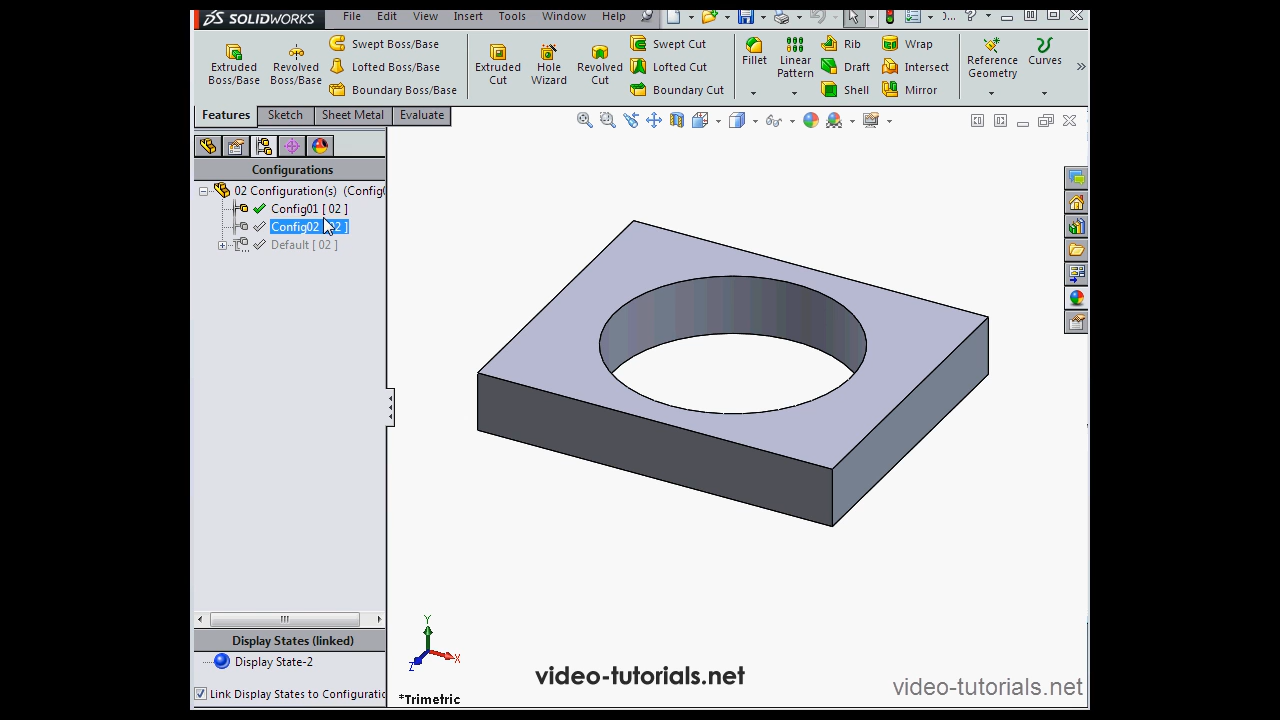 SOLIDWORKS File Edit View Insert Tools Window Help ?
Extruded Boss/Base
Revolved Boss/Base
Swept Boss/Base
Lofted Boss/Base
Boundary Boss/Base
Extruded Cut
Hole Wizard
Revolved Cut
Swept Cut
Lofted Cut
Boundary Cut
Fillet
Linear Pattern
Rib
Draft
Shell
Wrap
Intersect
Mirror
Reference Geometry
Curves
Features Sketch Sheet Metal Evaluate
Configurations
02 Configuration(s) (Config
Config01 [ 02 ]
Config02
Default [ 02 ]
Y
X
Z
Display States (linked)
Display State-2
Link Display States to Configuratio
*Trimetric
video-tutorials.net
video-tutorials.net